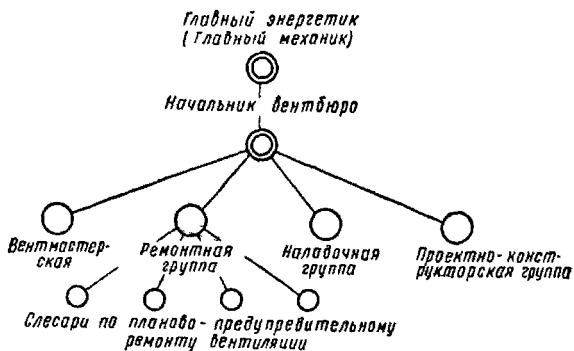 Главный энергетик
(Главный механик)
Начальник вентбюро
Вентмастер-
ская
Ремонтная
группа
Наладочная
группа
Проектно-конст-
рукторская группа
Слесари по планово-предупредительному
ремонту вентиляции